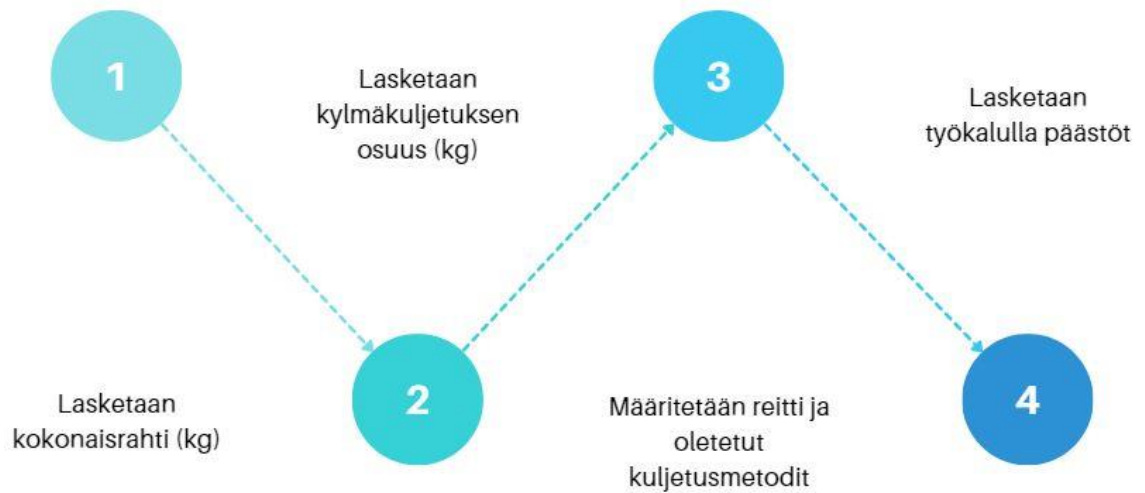 1
Lasketaan
kokonaisrahti (kg)
2
Lasketaan
kylmäkuljetuksen
osuus (kg)
3
Määritetään reitti ja
oletetut
kuljetusmetodit
4
Lasketaan
työkalulla päästöt